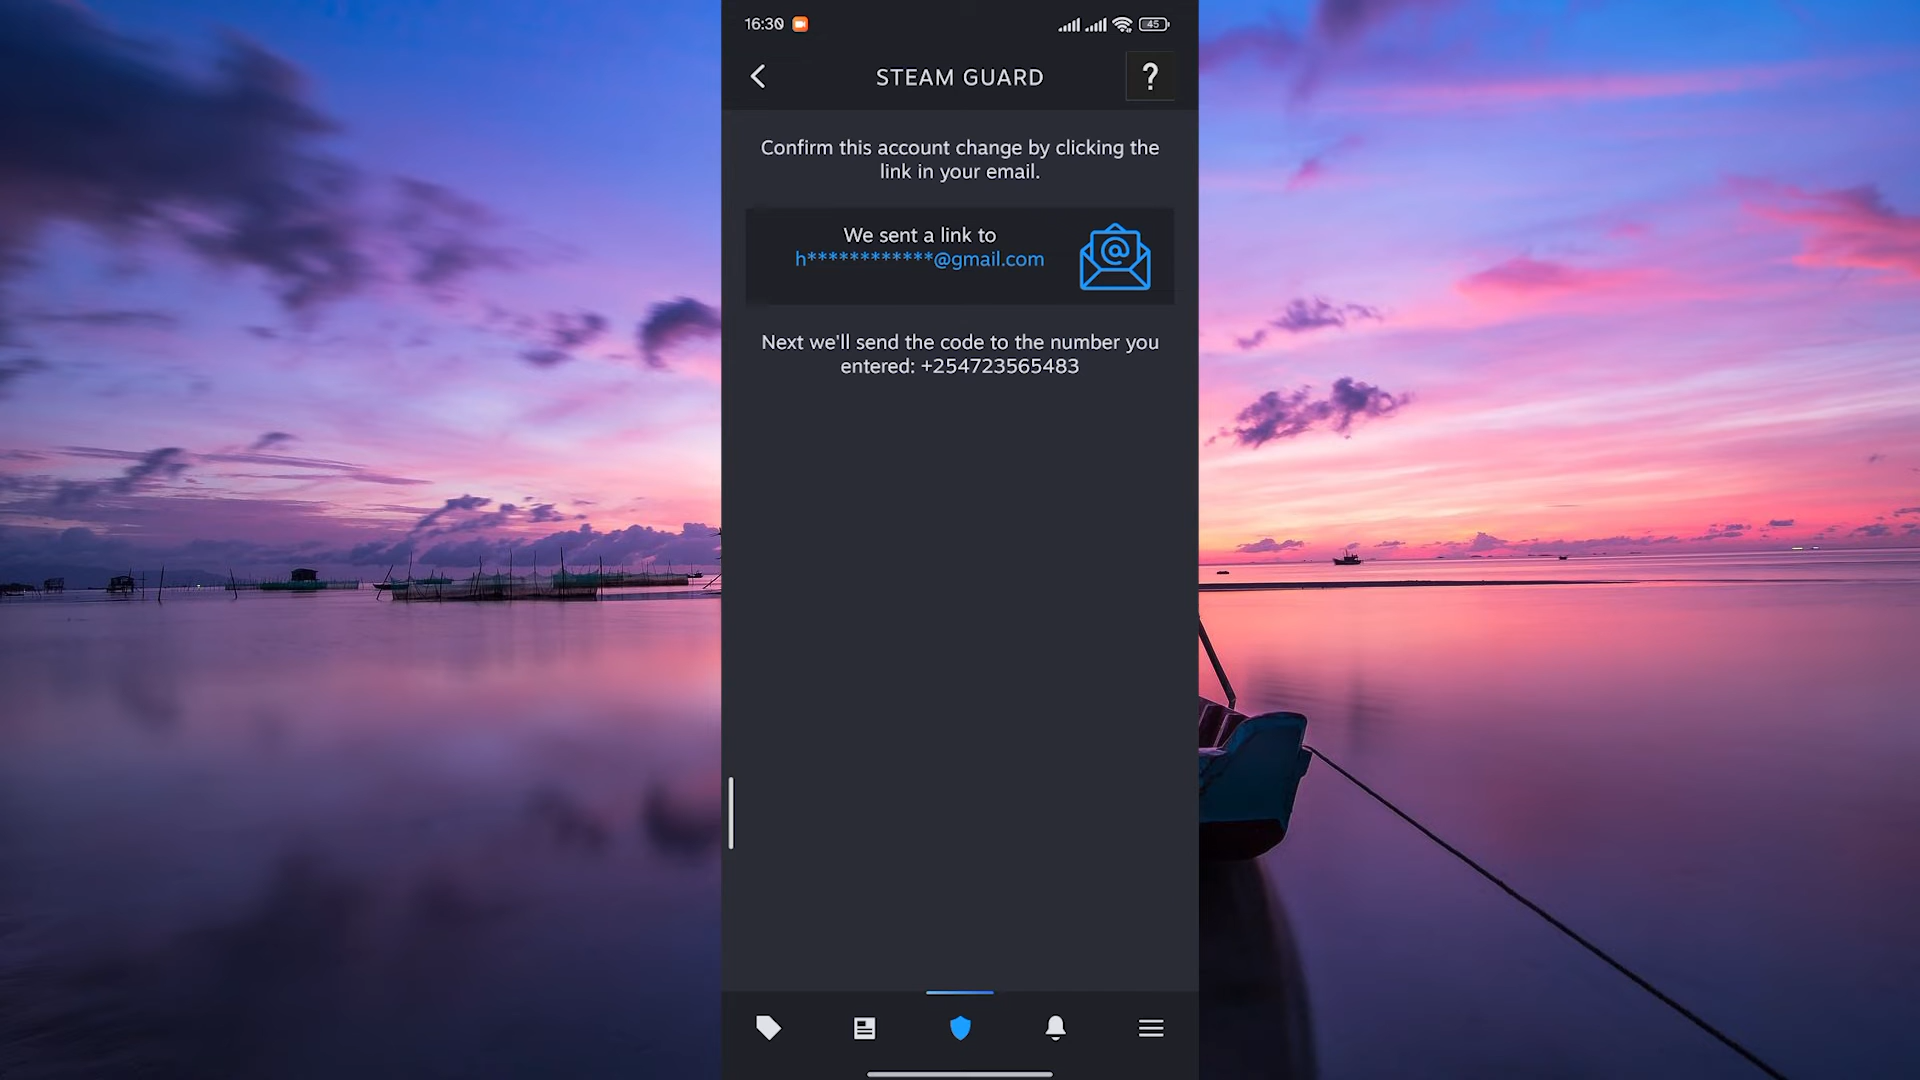 16:30
45
STEAM GUARD
?
Confirm this account change by clicking the
link in your email.
We sent a link to
h************@gmail.com
@
Next we'll send the code to the number you
entered: +254723565483